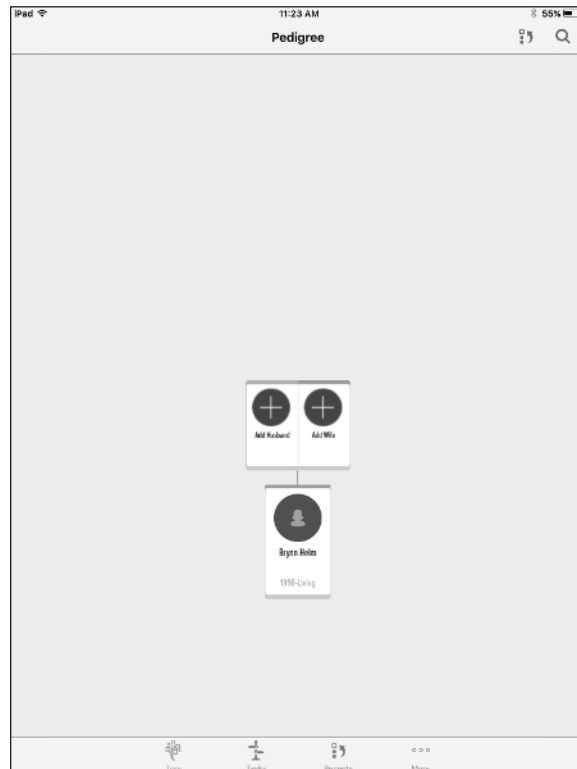 iPad 11:23 AM 55%
Pedigree
Add Husband Add Wife
Brynn Helm
1998-Living